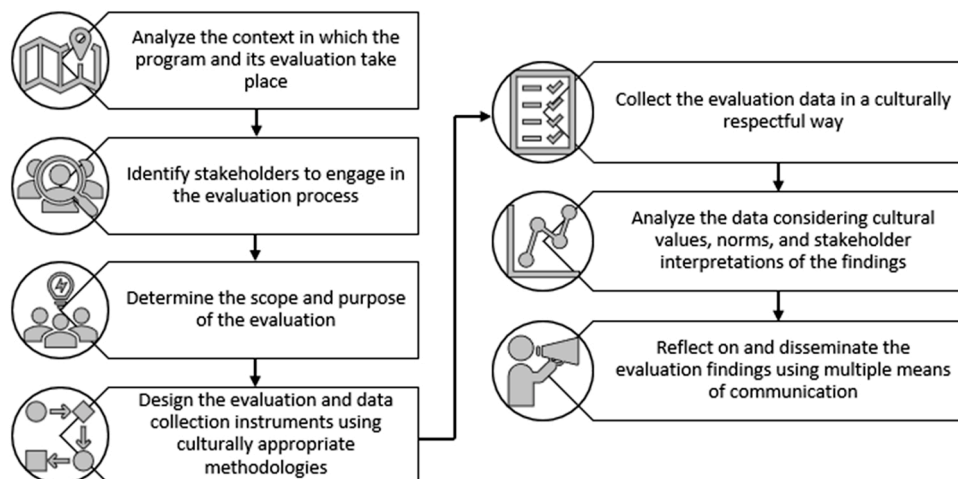 Analyze the context in which the
program and its evaluation take
place
Identify stakeholders to engage in
the evaluation process
Determine the scope and purpose
of the evaluation
Design the evaluation and data
collection instruments using
culturally appropriate
methodologies
Collect the evaluation data in a culturally
respectful way
Analyze the data considering cultural
values, norms, and stakeholder
interpretations of the findings
Reflect on and disseminate the
evaluation findings using multiple means
of communication